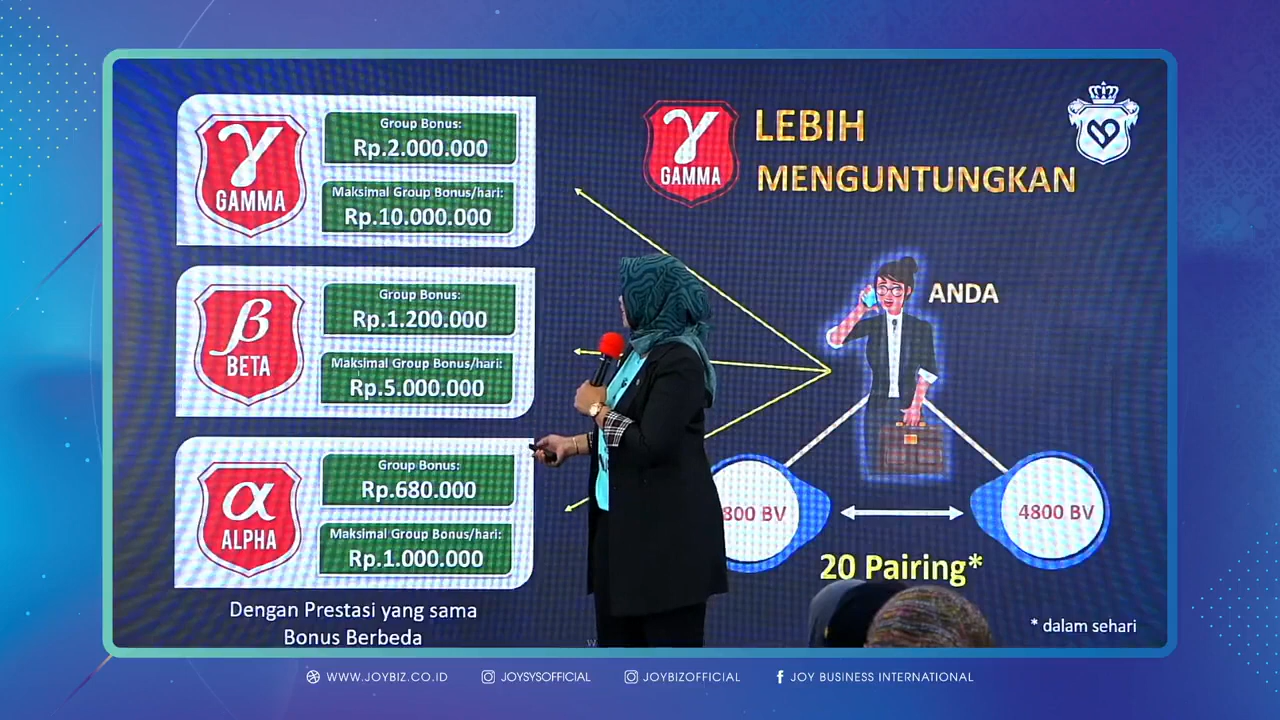 γ
GAMMA
Group Bonus:
Rp.2.000.000
Maksimal Group Bonus/hari:
Rp.10.000.000
β
BETA
Group Bonus:
Rp.1.200.000
Maksimal Group Bonus/hari:
Rp.5.000.000
α
ALPHA
Group Bonus:
Rp.680.000
Maksimal Group Bonus/hari:
Rp.1.000.000
Dengan Prestasi yang sama
Bonus Berbeda
γ
GAMMA
LEBIH
MENGUNTUNGKAN
ANDA
800 BV
4800 BV
20 Pairing*
* dalam sehari
WWW.JOYBIZ.CO.ID
JOYSYSOFFICIAL
JOYBIZOFFICIAL
JOY BUSINESS INTERNATIONAL